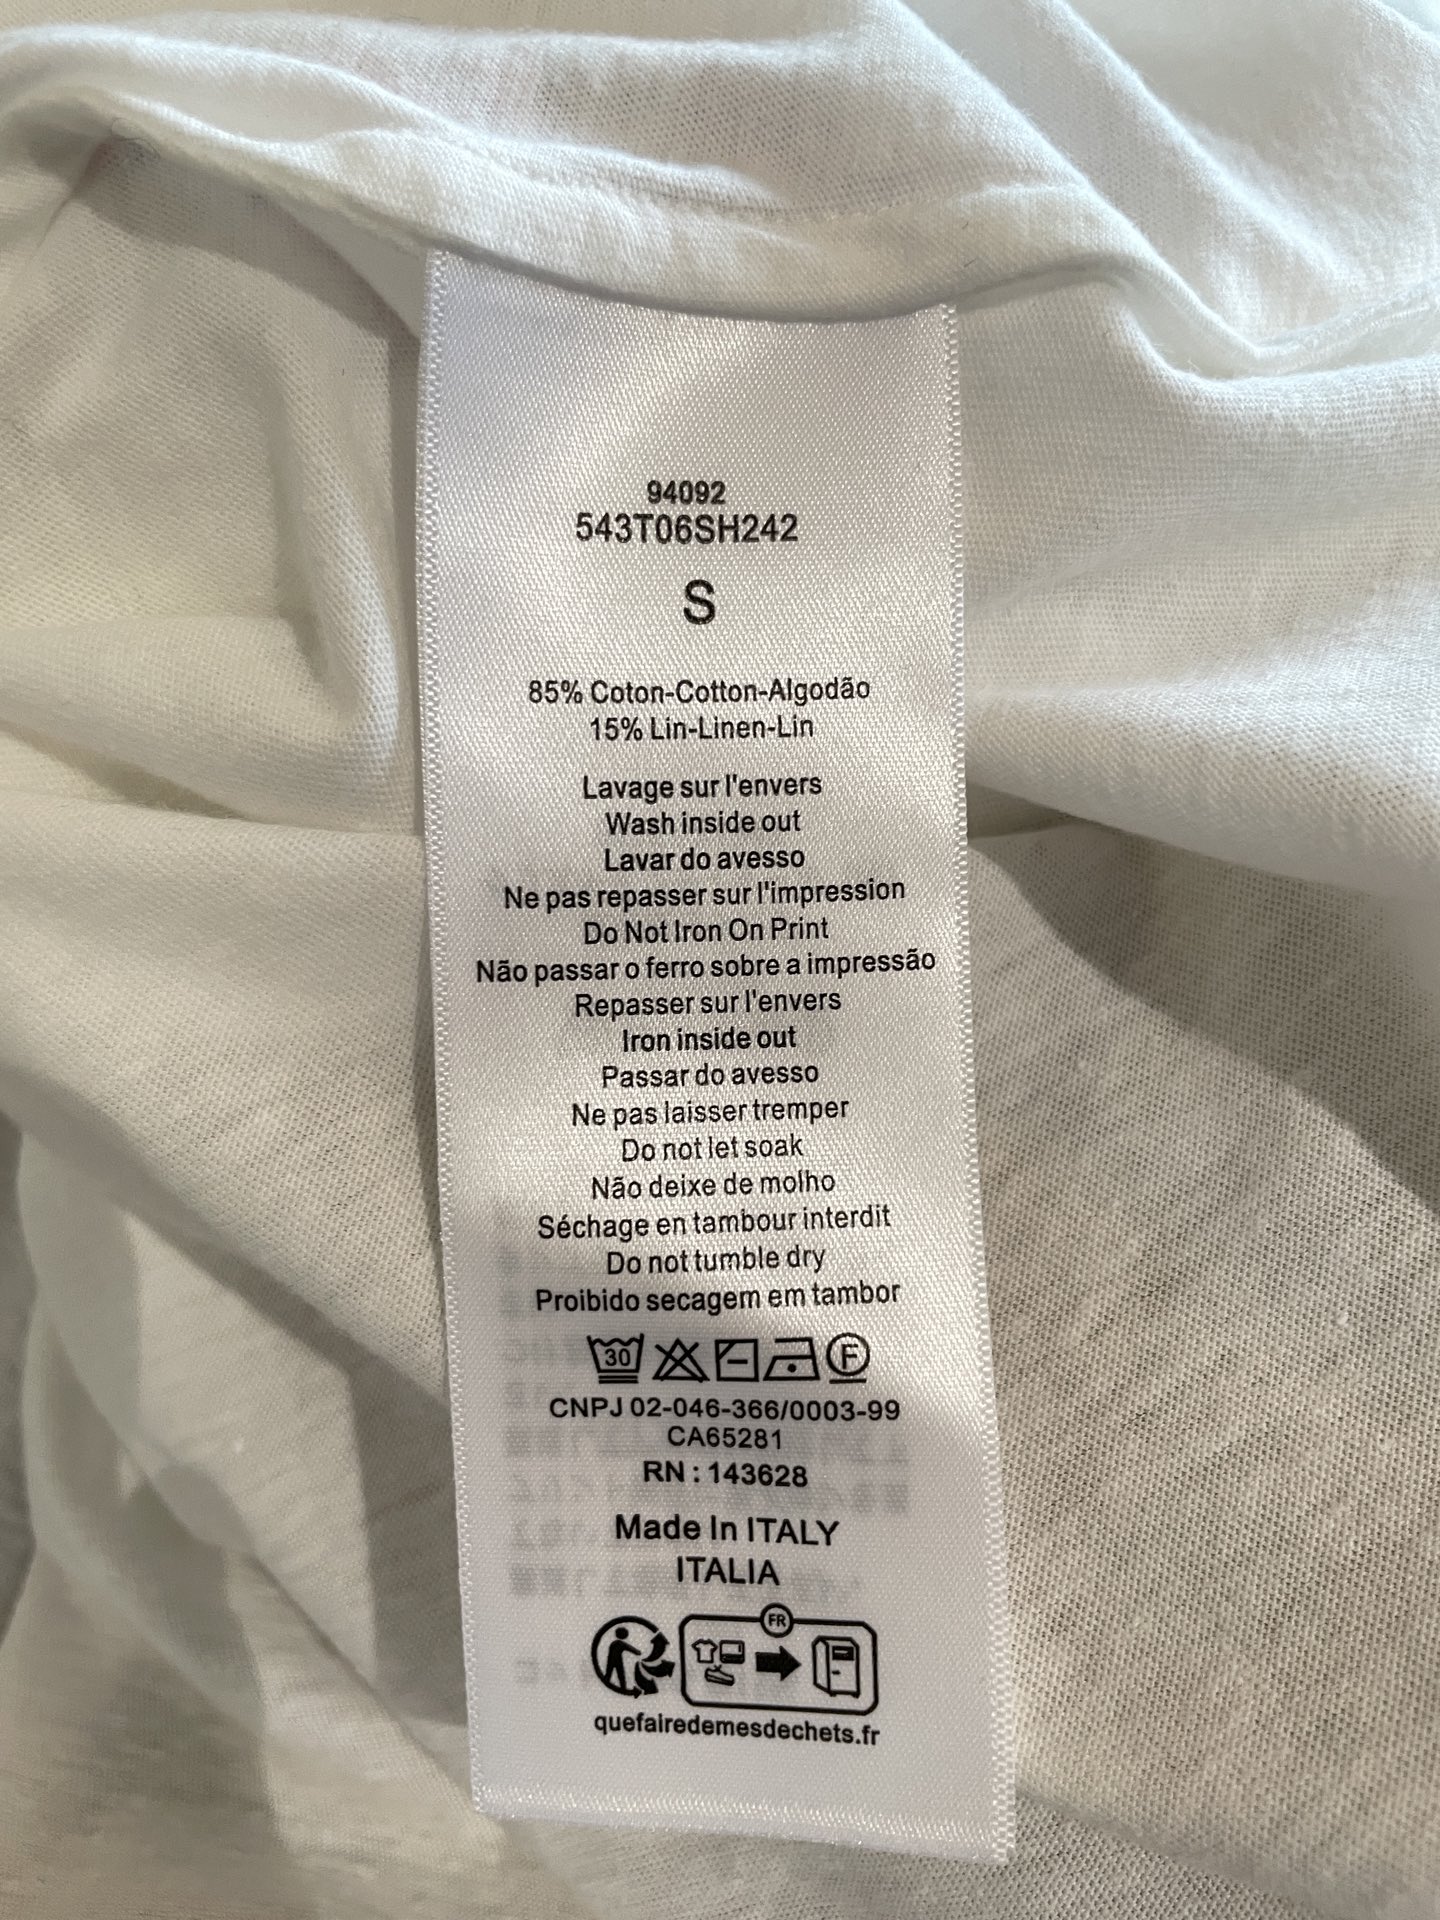 94092
543T06SH242
S
85% Coton-Cotton-Algodão
15% Lin-Linen-Lin
Lavage sur l'envers
Wash inside out
Lavar do avesso
Ne pas repasser sur l'impression
Do Not Iron On Print
Não passar o ferro sobre a impressão
Repasser sur l'envers
Iron inside out
Passar do avesso
Ne pas laisser tremper
Do not let soak
Não deixe de molho
Séchage en tambour interdit
Do not tumble dry
Proibido secagem em tambor
30 F
CNPJ 02-046-366/0003-99
CA65281
RN : 143628
Made In ITALY
ITALIA
FR
quefairedemesdechets.fr